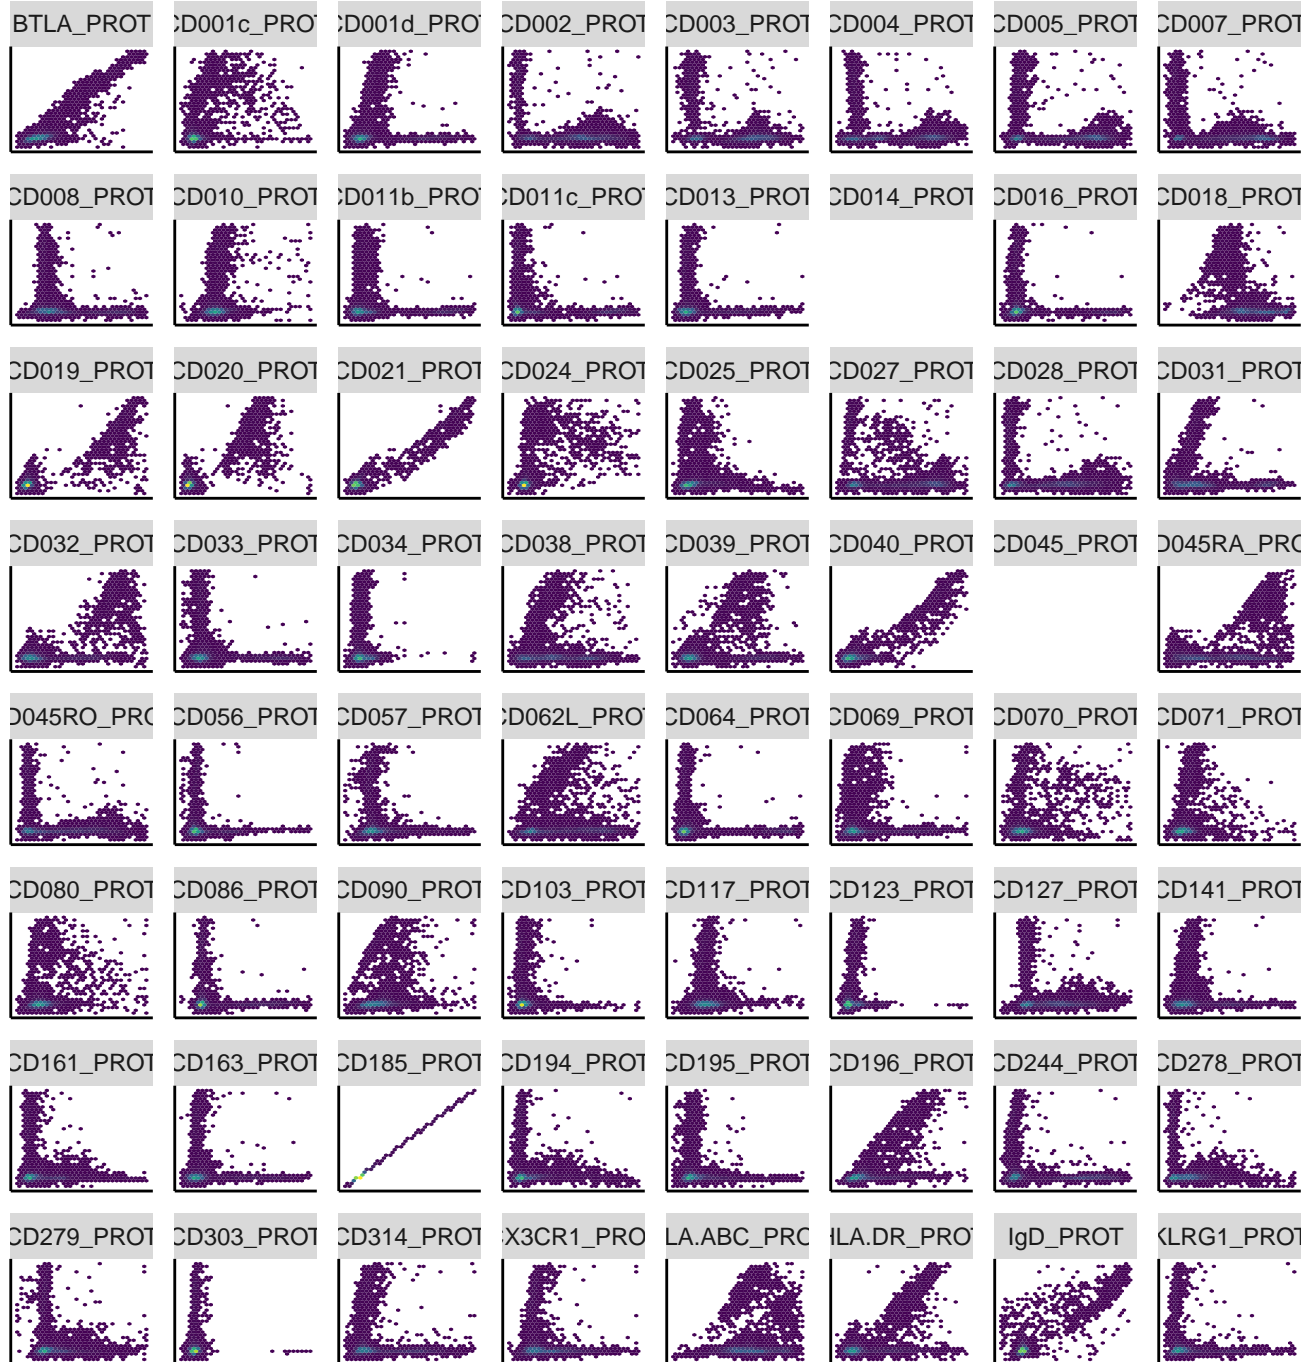 BTLA_PROT CD001c_PROT CD001d_PROT CD002_PROT CD003_PROT CD004_PROT CD005_PROT CD007_PROT
CD008_PROT CD010_PROT CD011b_PROT CD011c_PROT CD013_PROT CD014_PROT CD016_PROT CD018_PROT
CD019_PROT CD020_PROT CD021_PROT CD024_PROT CD025_PROT CD027_PROT CD028_PROT CD031_PROT
CD032_PROT CD033_PROT CD034_PROT CD038_PROT CD039_PROT CD040_PROT CD045_PROT D045RA_PRO
D045RO_PRO CD056_PROT CD057_PROT CD062L_PROT CD064_PROT CD069_PROT CD070_PROT CD071_PROT
CD080_PROT CD086_PROT CD090_PROT CD103_PROT CD117_PROT CD123_PROT CD127_PROT CD141_PROT
CD161_PROT CD163_PROT CD185_PROT CD194_PROT CD195_PROT CD196_PROT CD244_PROT CD278_PROT
CD279_PROT CD303_PROT CD314_PROT CX3CR1_PRO LA.ABC_PRO HLA.DR_PROT IgD_PROT KLRG1_PROT